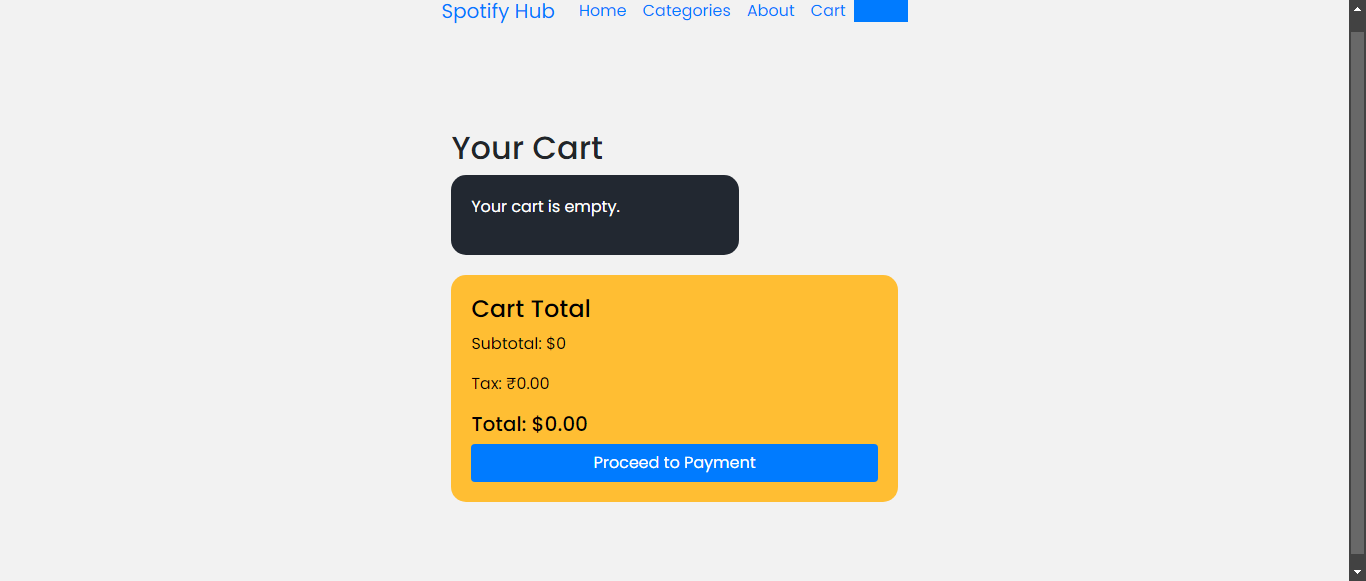 Spotify Hub Home Categories About Cart
Your Cart
Your cart is empty.
Cart Total
Subtotal: $0
Tax: ₹0.00
Total: $0.00
Proceed to Payment